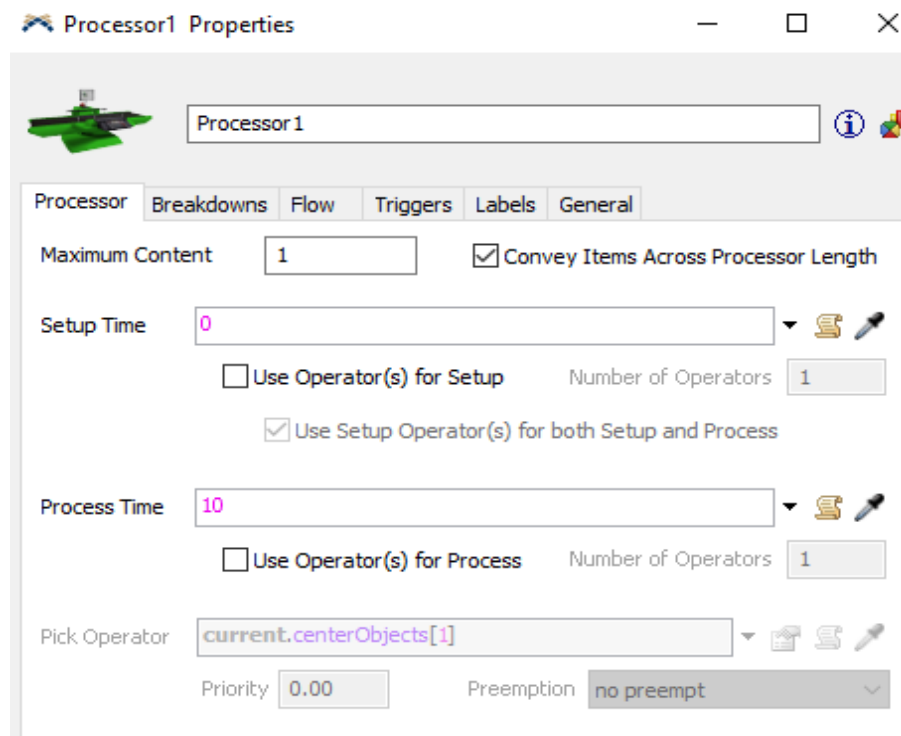 Processor1 Properties
Processor1
Processor Breakdowns Flow Triggers Labels General
Maximum Content 1 Convey Items Across Processor Length
Setup Time 0
Use Operator(s) for Setup Number of Operators 1
Use Setup Operator(s) for both Setup and Process
Process Time 10
Use Operator(s) for Process Number of Operators 1
Pick Operator current.centerObjects[1]
Priority 0.00 Preemption no preempt